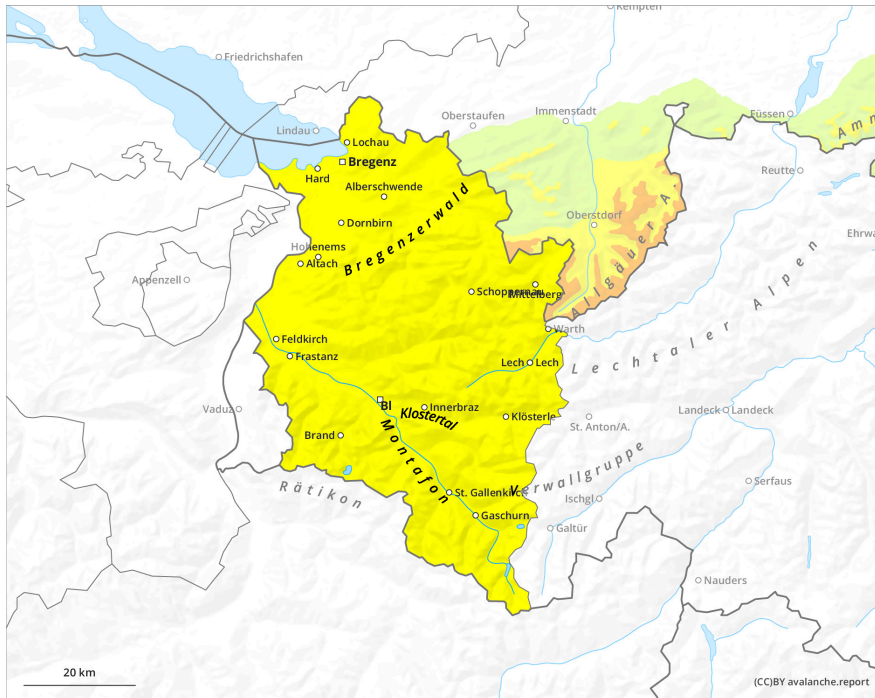 Kempten
Friedrichshafen
Füssen
Immenstadt
Oberstaufen
Lindau
Lochau
Amm
Bregenz
Hard
Reutte
Alberschwende
Bregenzerwald
Oberstdorf
Dornbirn
Ehrwa
Hohenems
Altach
Allgäuer A.
Appenzell
Schoppernau
Mittelberg
Lechtaler Alpen
Warth
Feldkirch
Frastanz
Lech
Lech
Vaduz
Bl
Innerbraz
Klostertal
Klösterle
St. Anton/A.
Landeck
Landeck
Brand
Montafon
Verwallgruppe
Rätikon
St. Gallenkirch
Serfaus
Ischgl
Gaschurn
Galtür
Nauders
20 km
(CC)BY avalanche.report